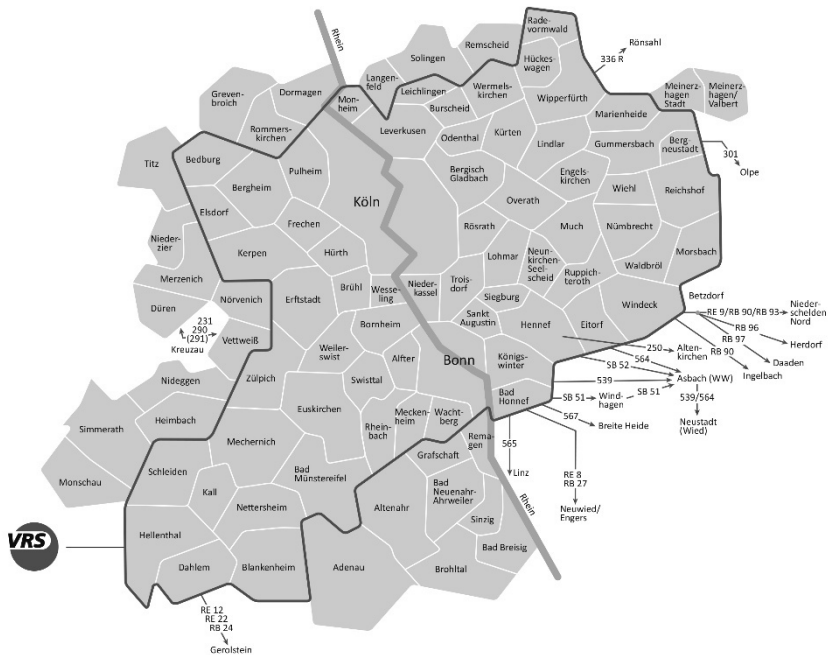 Rhein
Rade-
vormwald
Rönsahl
336 R
Remscheid
Solingen
Hückes-
wagen
Langen-
feld
Leichlingen
Wermels-
kirchen
Wipperfürth
Meinerz-
hagen
Stadt
Meinerz-
hagen/
Valbert
Grevenbroich
Dormagen
Mon-
heim
Burscheid
Marienheide
Rommers-
kirchen
Leverkusen
Odenthal
Kürten
Lindlar
Gummersbach
Berg-
neustadt
301
Olpe
Titz
Bedburg
Bergheim
Pulheim
Bergisch
Gladbach
Engels-
kirchen
Wiehl
Reichshof
Elsdorf
Köln
Overath
Frechen
Rösrath
Much
Nümbrecht
Nieder-
zier
Kerpen
Hürth
Lohmar
Neun-
kirchen-
Seel-
scheid
Ruppich-
teroth
Waldbröl
Morsbach
Merzenich
Düren
Nörvenich
Erftstadt
Brühl
Wesse-
ling
Nieder-
kassel
Trois-
dorf
Siegburg
Windeck
Betzdorf
RE 9/RB 90/RB 93
Nieder-
schelden
Nord
231
290
(291)
Kreuzau
Vettweiß
Bornheim
Sankt
Augustin
Hennef
Eitorf
RB 96
Herdorf
RB 97
Daaden
RB 90
Ingelbach
Weiler-
swist
Alfter
Bonn
Königs-
winter
250
Alten-
kirchen
564
SB 52
Asbach (WW)
539
Nideggen
Zülpich
Swisttal
Bad
Honnef
SB 51
Wind-
hagen
SB 51
539/564
Neustadt
(Wied)
Simmerath
Heimbach
Euskirchen
Rhein-
bach
Mecken-
heim
Wacht-
berg
567
Breite Heide
Rema-
gen
565
Linz
Monschau
Schleiden
Mechernich
Grafschaft
Kall
Bad
Münstereifel
Bad
Neuenahr-
Ahrweiler
RE 8
RB 27
Neuwied/
Engers
Rhein
Nettersheim
Altenahr
Sinzig
Hellenthal
VRS
Bad Breisig
Dahlem
Blankenheim
Adenau
Brohltal
RE 12
RE 22
RB 24
Gerolstein